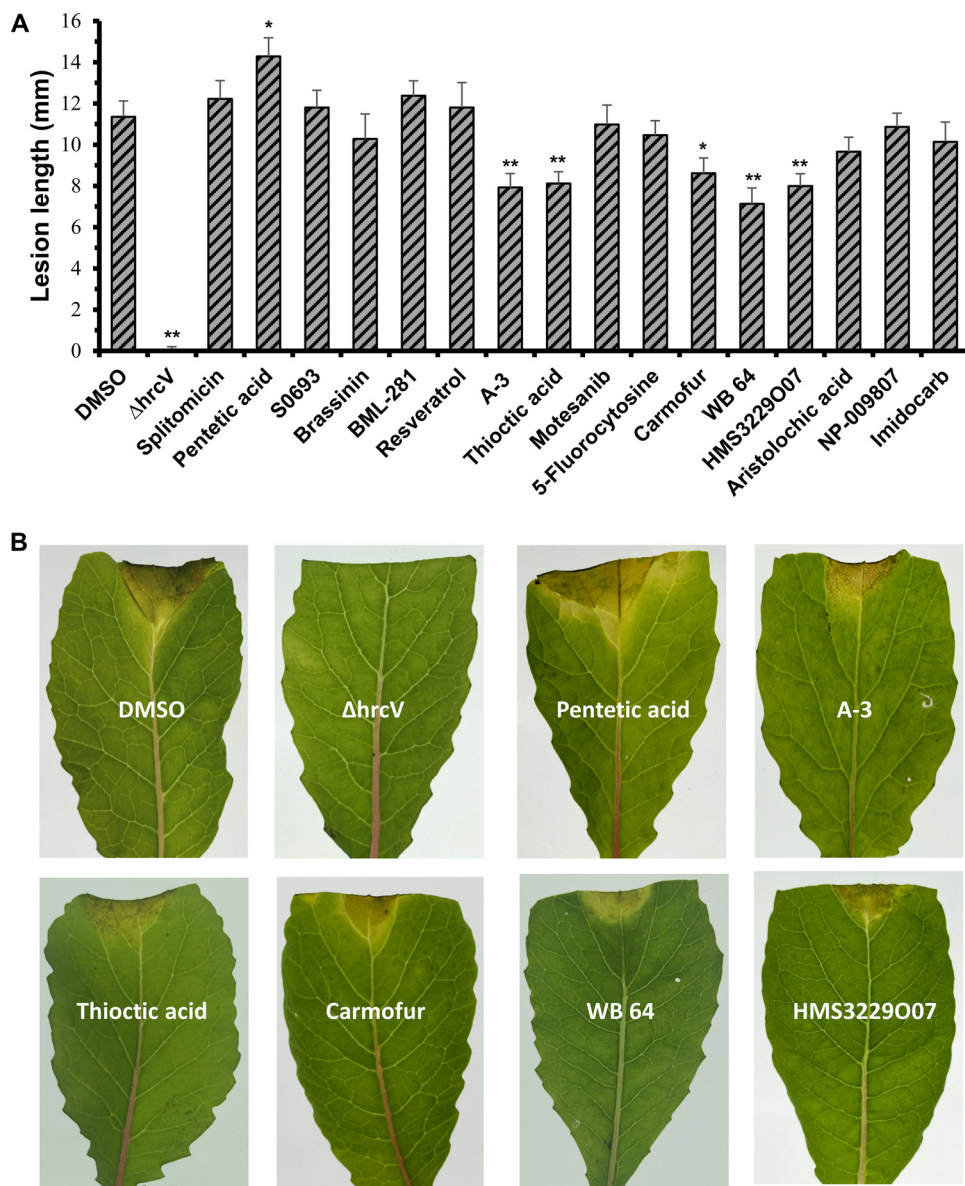 A
Lesion length (mm)
16
14
12
10
8
6
4
2
0
*
**
**
**
*
**
**
DMSO
ΔhrcV
Splitomicin
Pentetic acid
S0693
Brassinin
BML-281
Resveratrol
A-3
Thioctic acid
Motesanib
5-Fluorocytosine
Carmofur
WB 64
HMS3229O07
Aristolochic acid
NP-009807
Imidocarb
B
DMSO
ΔhrcV
Pentetic acid
A-3
Thioctic acid
Carmofur
WB 64
HMS3229O07